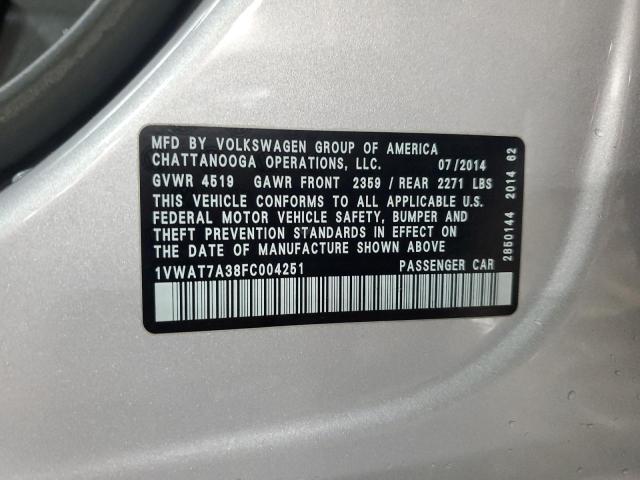 MFD BY VOLKSWAGEN GROUP OF AMERICA
CHATTANOOGA OPERATIONS, LLC. 07/2014
GVWR 4519 GAWR FRONT 2359 / REAR 2271 LBS
THIS VEHICLE CONFORMS TO ALL APPLICABLE U.S.
FEDERAL MOTOR VEHICLE SAFETY, BUMPER AND
THEFT PREVENTION STANDARDS IN EFFECT ON
THE DATE OF MANUFACTURE SHOWN ABOVE
1VWAT7A38FC004251 PASSENGER CAR
2850144 2014 62